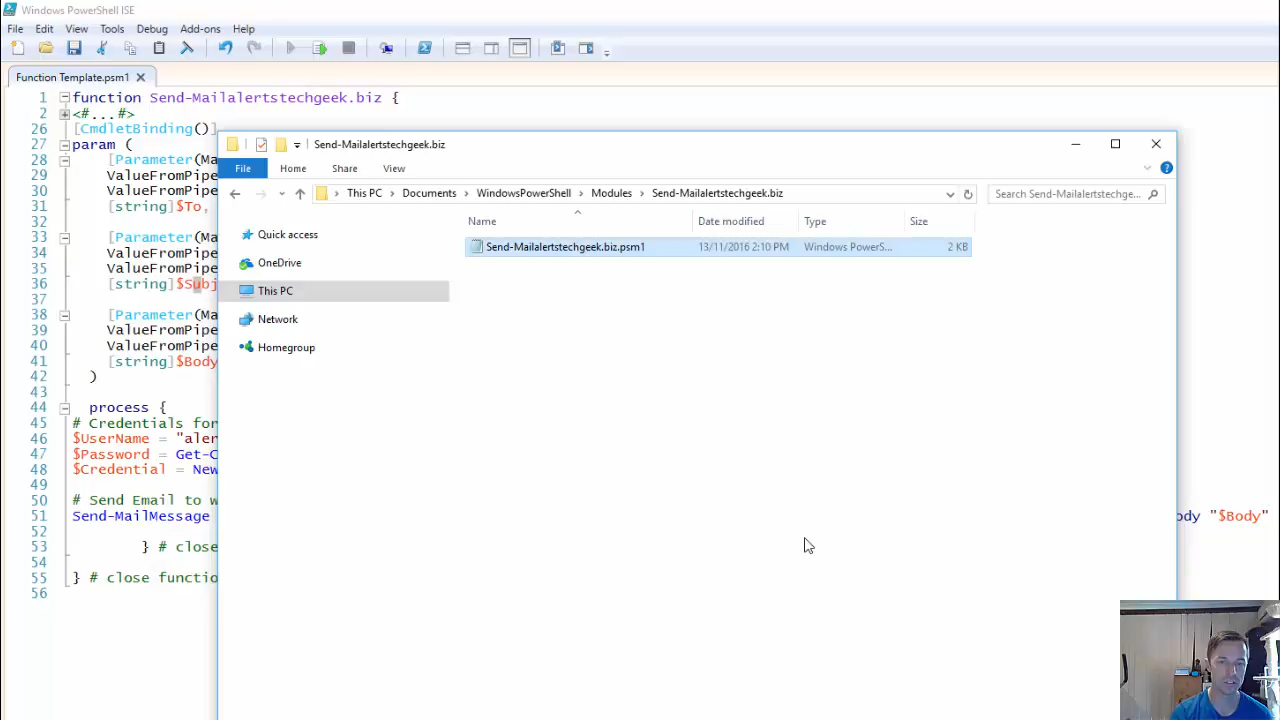 Windows PowerShell ISE
File Edit View Tools Debug Add-ons Help
Function Template.psm1
1 function Send-Mailalertstechgeek.biz {
2 <#...#>
26 [CmdletBinding()]
27 param (
28 [Parameter(Ma
29 ValueFromPipe
30 ValueFromPipe
31 [string]$To,
32
33 [Parameter(Ma
34 ValueFromPipe
35 ValueFromPipe
36 [string]$Subj
37
38 [Parameter(Ma
39 ValueFromPipe
40 ValueFromPipe
41 [string]$Body
42 )
43
44 process {
45 # Credentials for
46 $UserName = "aler
47 $Password = Get-C
48 $Credential = New
49
50 # Send Email to w
51 Send-MailMessage ody "$Body"
52
53 } # close
54
55 } # close functio
56
Send-Mailalertstechgeek.biz
File Home Share View
This PC Documents WindowsPowerShell Modules Send-Mailalertstechgeek.biz
Search Send-Mailalertstechge...
Name Date modified Type Size
Send-Mailalertstechgeek.biz.psm1 13/11/2016 2:10 PM Windows PowerS... 2 KB
Quick access
OneDrive
This PC
Network
Homegroup